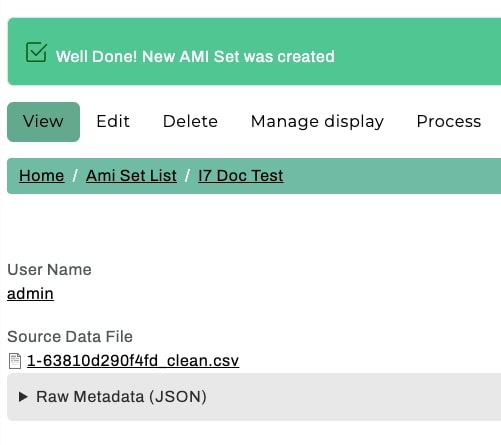 Well Done! New AMI Set was created
View Edit Delete Manage display Process
Home / Ami Set List / I7 Doc Test
User Name
admin
Source Data File
1-63810d290f4fd_clean.csv
Raw Metadata (JSON)